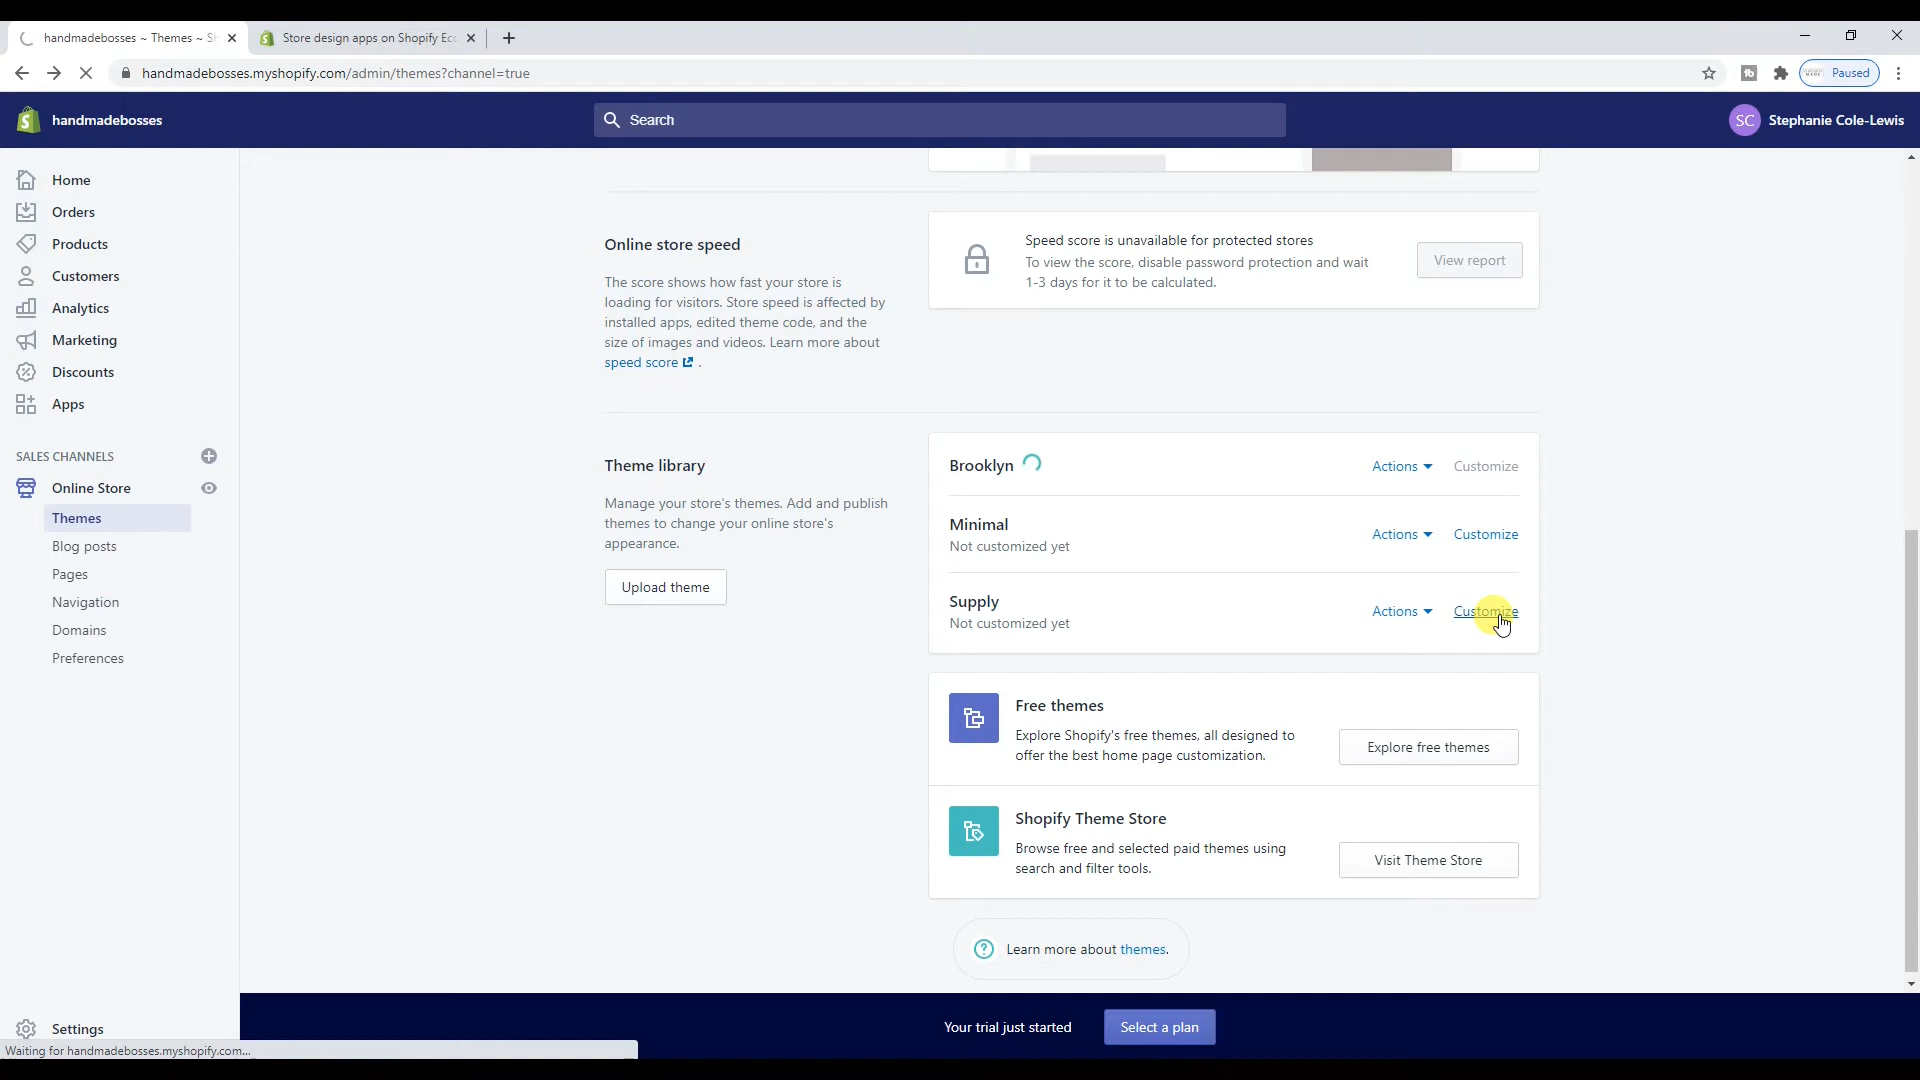 handmadebosses ~ Themes ~ Sh
Store design apps on Shopify Ecc
handmadebosses.myshopify.com/admin/themes?channel=true
Paused
handmadebosses
Search
SC
Stephanie Cole-Lewis
Home
Orders
Products
Customers
Analytics
Marketing
Discounts
Apps
SALES CHANNELS
Online Store
Themes
Blog posts
Pages
Navigation
Domains
Preferences
Settings
Online store speed
The score shows how fast your store is
loading for visitors. Store speed is affected by
installed apps, edited theme code, and the
size of images and videos. Learn more about
speed score .
Speed score is unavailable for protected stores
To view the score, disable password protection and wait
1-3 days for it to be calculated.
View report
Theme library
Manage your store's themes. Add and publish
themes to change your online store's
appearance.
Upload theme
Brooklyn
Actions
Customize
Minimal
Not customized yet
Actions
Customize
Supply
Not customized yet
Actions
Customize
Free themes
Explore Shopify's free themes, all designed to
offer the best home page customization.
Explore free themes
Shopify Theme Store
Browse free and selected paid themes using
search and filter tools.
Visit Theme Store
Learn more about themes.
Your trial just started
Select a plan
Waiting for handmadebosses.myshopify.com...